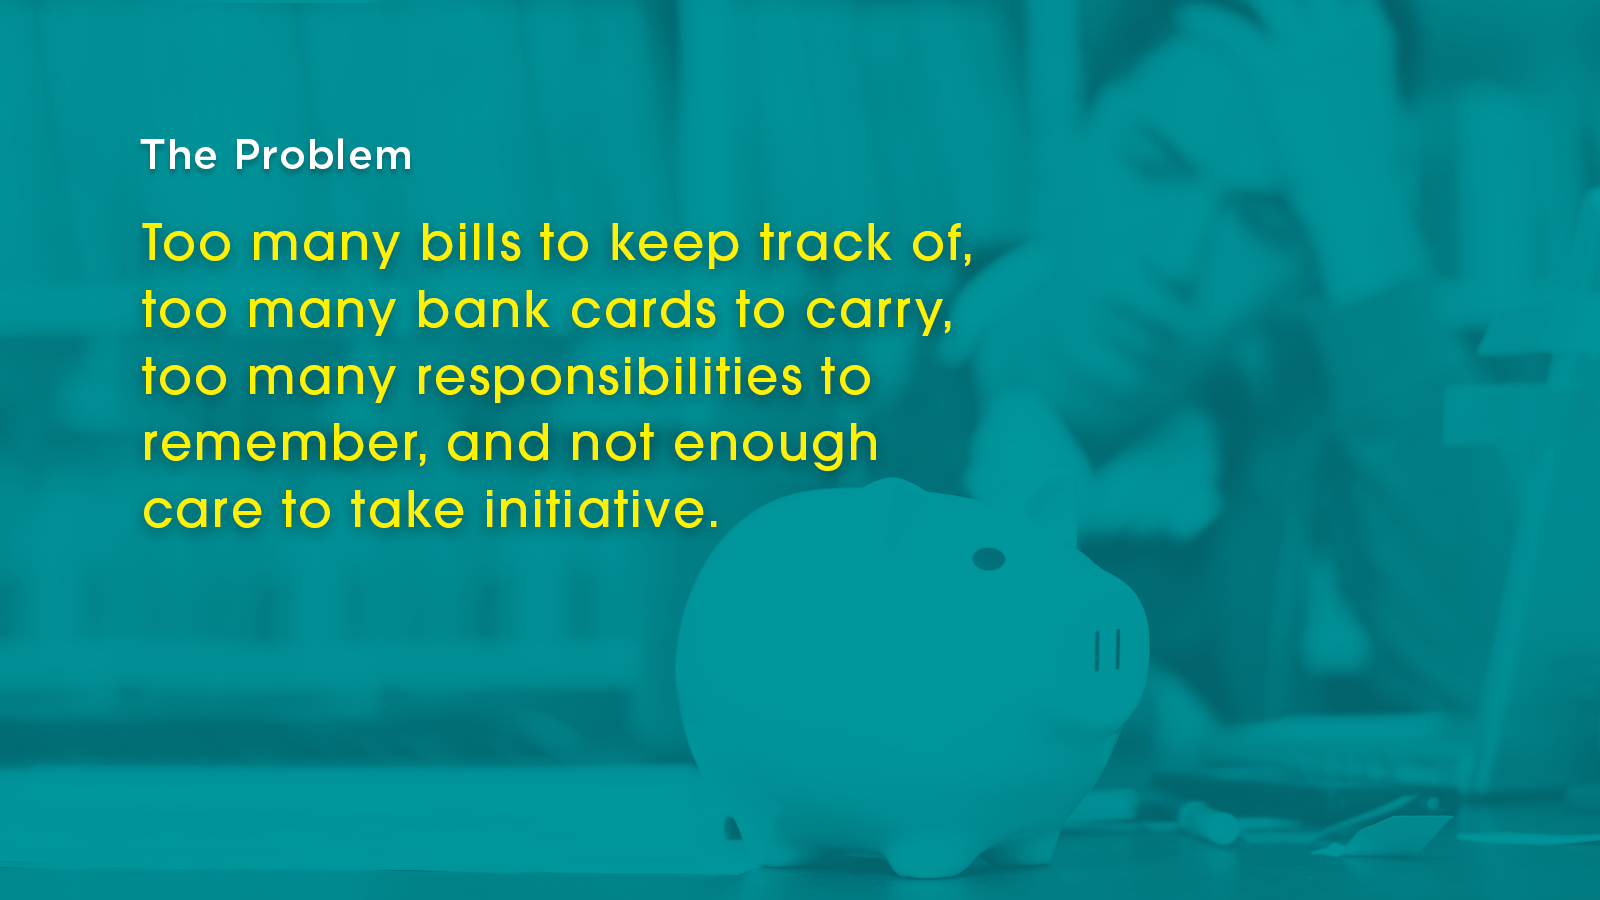 The Problem
Too many bills to keep track of,
too many bank cards to carry,
too many responsibilities to
remember, and not enough
care to take initiative.